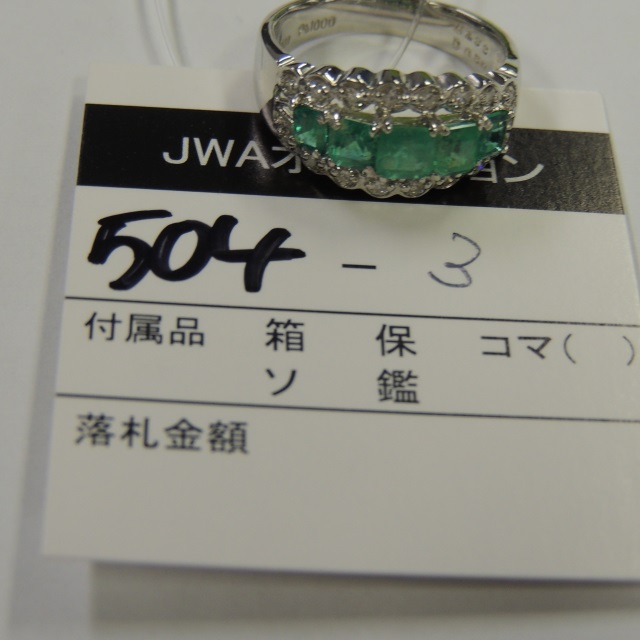 JWAオ ョン
504 - 3
付属品 箱 保 コマ( )
ソ 鑑
落札金額